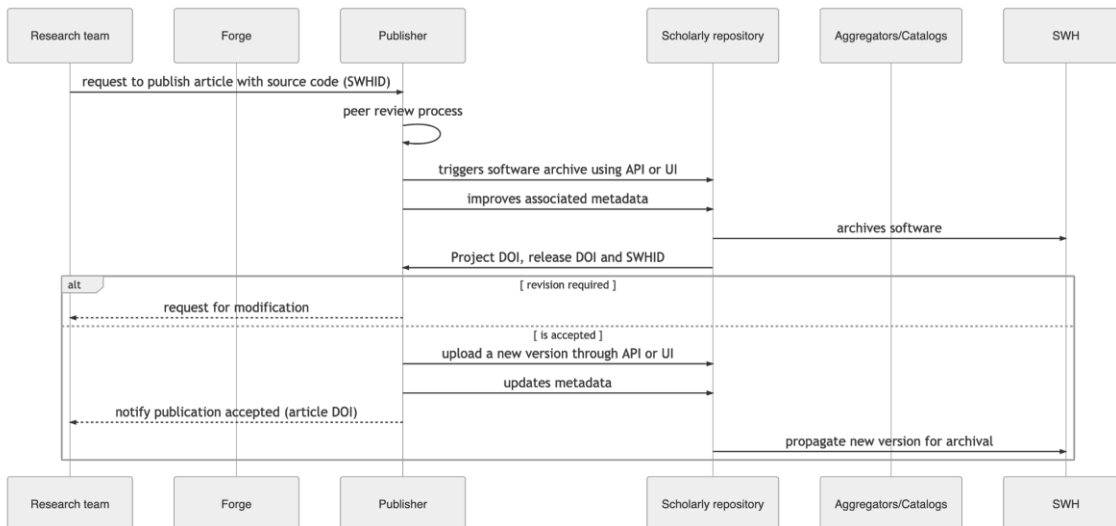 Research team
Forge
Publisher
Scholarly repository
Aggregators/Catalogs
SWH
request to publish article with source code (SWHID)
peer review process
triggers software archive using API or UI
improves associated metadata
archives software
Project DOI, release DOI and SWHID
alt
[ revision required ]
request for modification
[ is accepted ]
upload a new version through API or UI
updates metadata
notify publication accepted (article DOI)
propagate new version for archival
Research team
Forge
Publisher
Scholarly repository
Aggregators/Catalogs
SWH